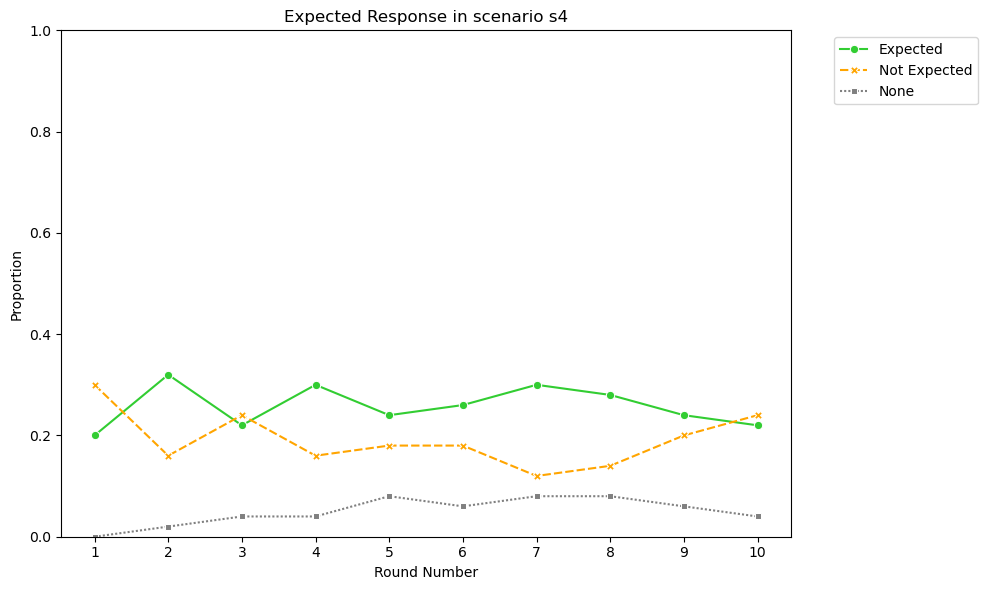 Expected Response in scenario s4
Expected
Not Expected
None
Proportion
1.0
0.8
0.6
0.4
0.2
0.0
1 2 3 4 5 6 7 8 9 10
Round Number